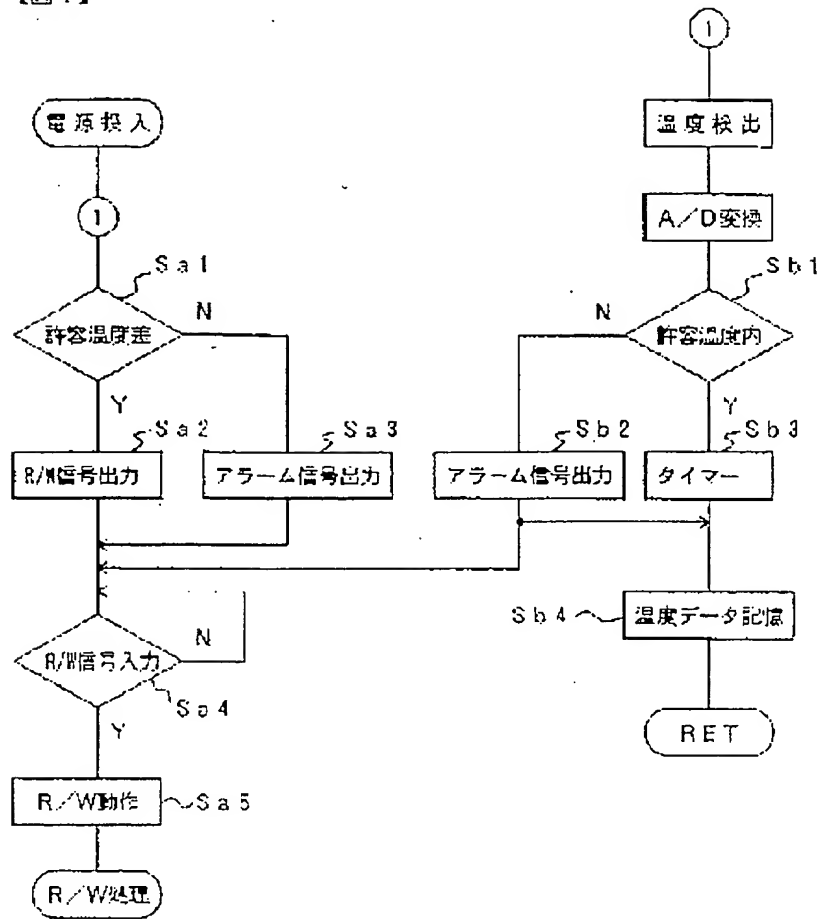 電源投入
1
Sa1
許容温度差
N
Y
Sa2
R/W信号出力
Sa3
アラーム信号出力
R/W信号入力
N
Sa4
Y
R/W動作
Sa5
R/W処理
1
温度検出
A/D変換
Sb1
許容温度内
N
Y
Sb2
アラーム信号出力
Sb3
タイマー
Sb4
温度データ記憶
RET